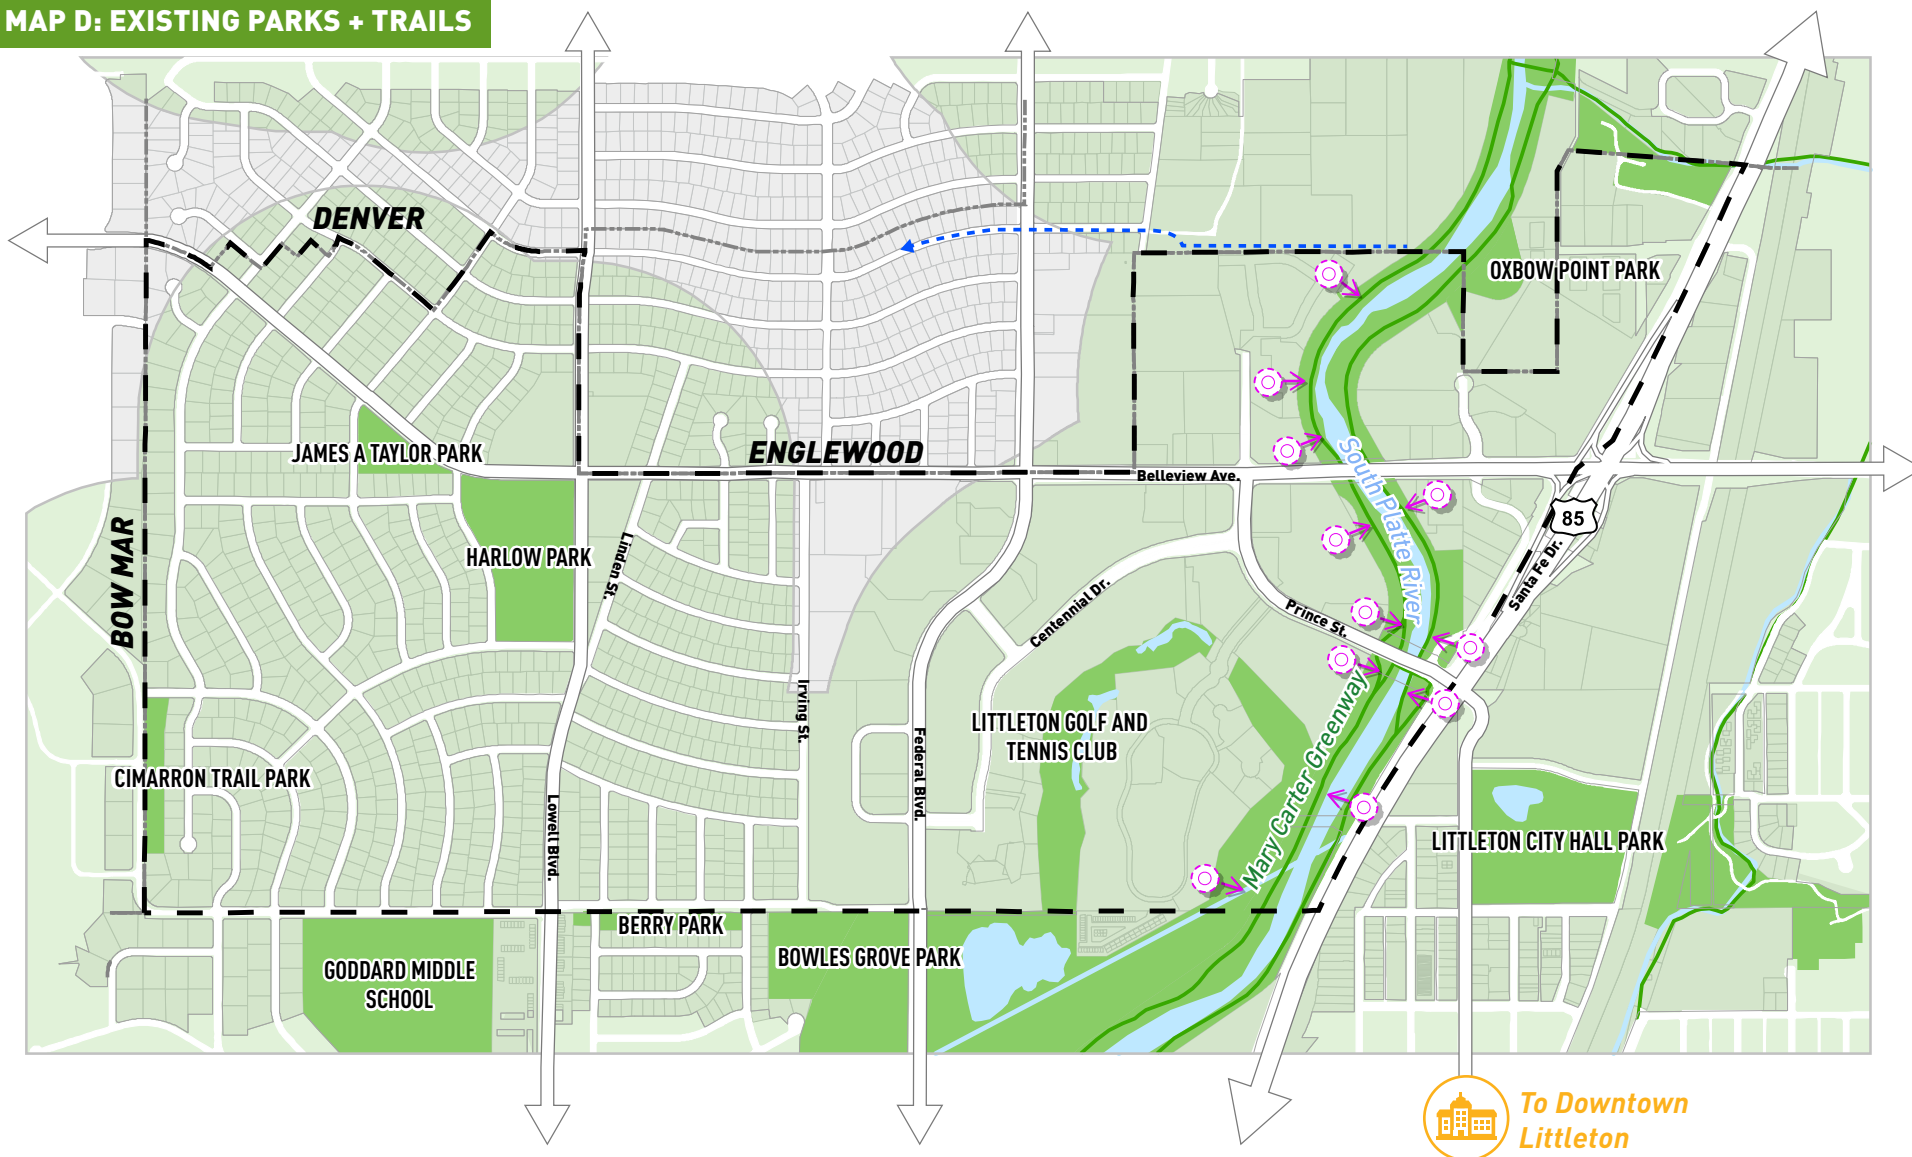 MAP D: EXISTING PARKS + TRAILS
DENVER
OXBOW POINT PARK
JAMES A TAYLOR PARK
ENGLEWOOD
Belleview Ave.
South Platte River
85
BOW MAR
HARLOW PARK
Linden St.
Santa Fe Dr.
Centennial Dr.
Prince St.
Irving St.
LITTLETON GOLF AND
TENNIS CLUB
Mary Carter Greenway
Federal Blvd.
CIMARRON TRAIL PARK
Lowell Blvd.
LITTLETON CITY HALL PARK
BERRY PARK
BOWLES GROVE PARK
GODDARD MIDDLE
SCHOOL
To Downtown
Littleton